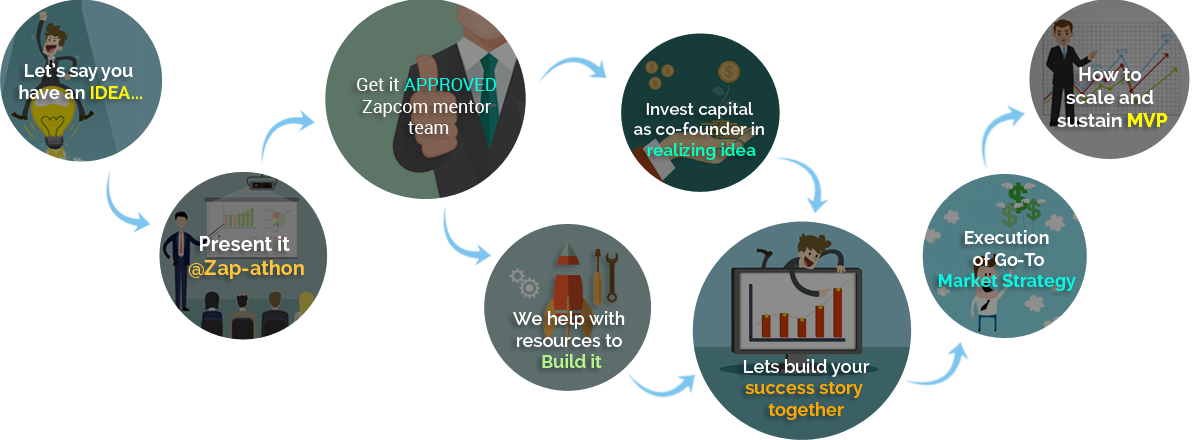 Let's say you
have an IDEA...
Present it
@Zap-athon
Get it APPROVED
Zapcom mentor
team
Invest capital
as co-founder in
realizing idea
We help with
resources to
Build it
Lets build your
success story
together
Execution
of Go-To
Market Strategy
How to
scale and
sustain MVP